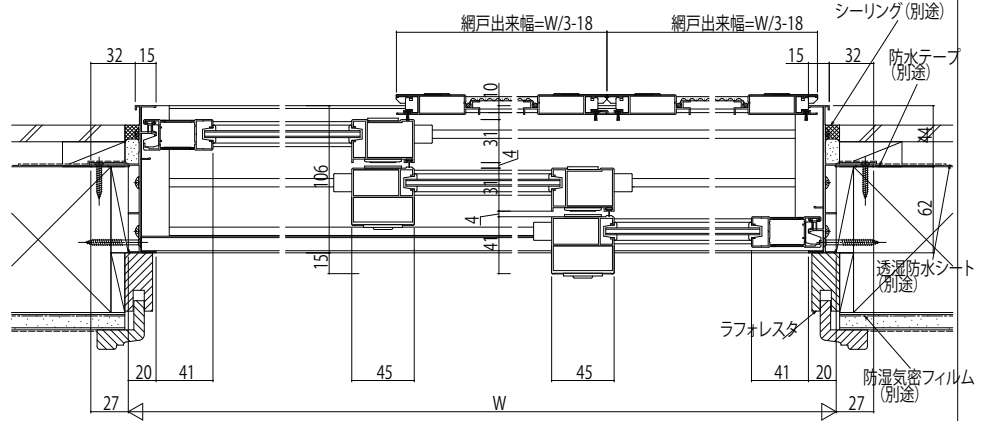 シーリング（別途）
網戸出来幅=W/3-18
網戸出来幅=W/3-18
32
15
15
32
防水テープ
（別途）
10
31
4
31
4
41
106
15
44
62
透湿防水シート
（別途）
ラフォレスタ
20
41
45
45
41
20
防湿気密フィルム
（別途）
27
W
27